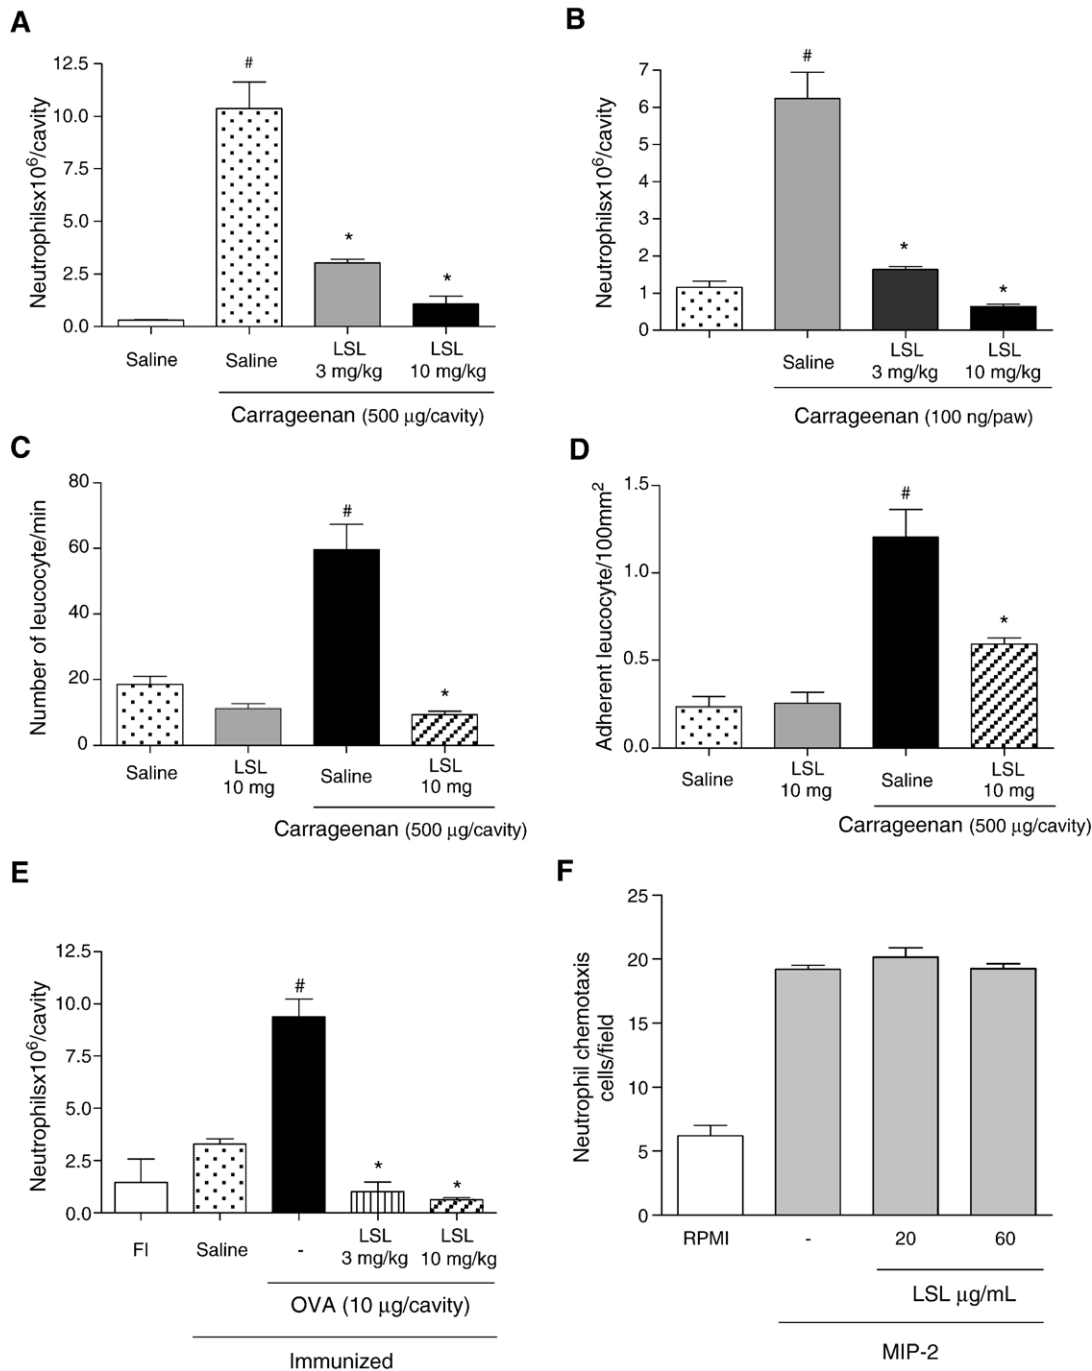 A
Neutrophilsx10⁶/cavity
12.5
10.0
7.5
5.0
2.5
0.0
#
*
*
Saline
Saline
LSL
3 mg/kg
LSL
10 mg/kg
Carrageenan (500 μg/cavity)
B
Neutrophilsx10⁶/cavity
7
6
5
4
3
2
1
0
#
*
*
Saline
LSL
3 mg/kg
LSL
10 mg/kg
Carrageenan (100 ng/paw)
C
Number of leucocyte/min
80
60
40
20
0
#
*
Saline
LSL
10 mg
Saline
LSL
10 mg
Carrageenan (500 μg/cavity)
D
Adherent leucocyte/100mm²
1.5
1.0
0.5
0.0
#
*
Saline
LSL
10 mg
Saline
LSL
10 mg
Carrageenan (500 μg/cavity)
E
Neutrophilsx10⁶/cavity
12.5
10.0
7.5
5.0
2.5
0.0
#
*
*
FI
Saline
-
LSL
3 mg/kg
LSL
10 mg/kg
OVA (10 μg/cavity)
Immunized
F
Neutrophil chemotaxis
cells/field
25
20
15
10
5
0
RPMI
-
20
60
LSL μg/mL
MIP-2